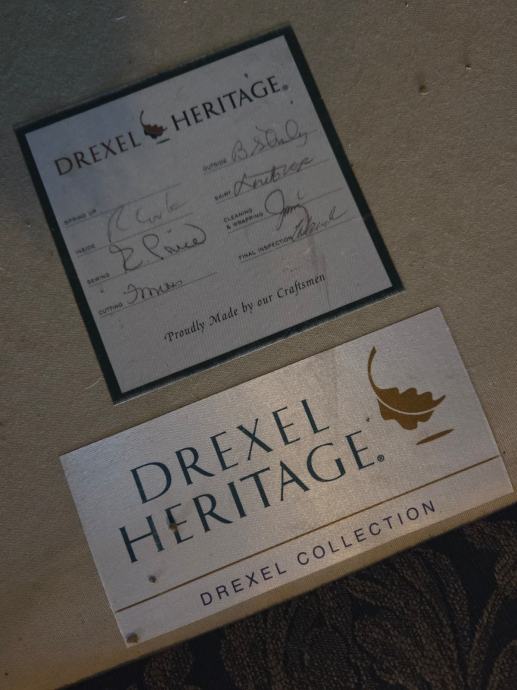 DREXEL HERITAGE®
SPRING UP
INSIDE
SEWING R. Price
CUTTING
OUTSIDE
SKIRT
CLEANING
& WRAPPING
FINAL INSPECTION
Proudly Made by our Craftsmen
DREXEL
HERITAGE®
DREXEL COLLECTION